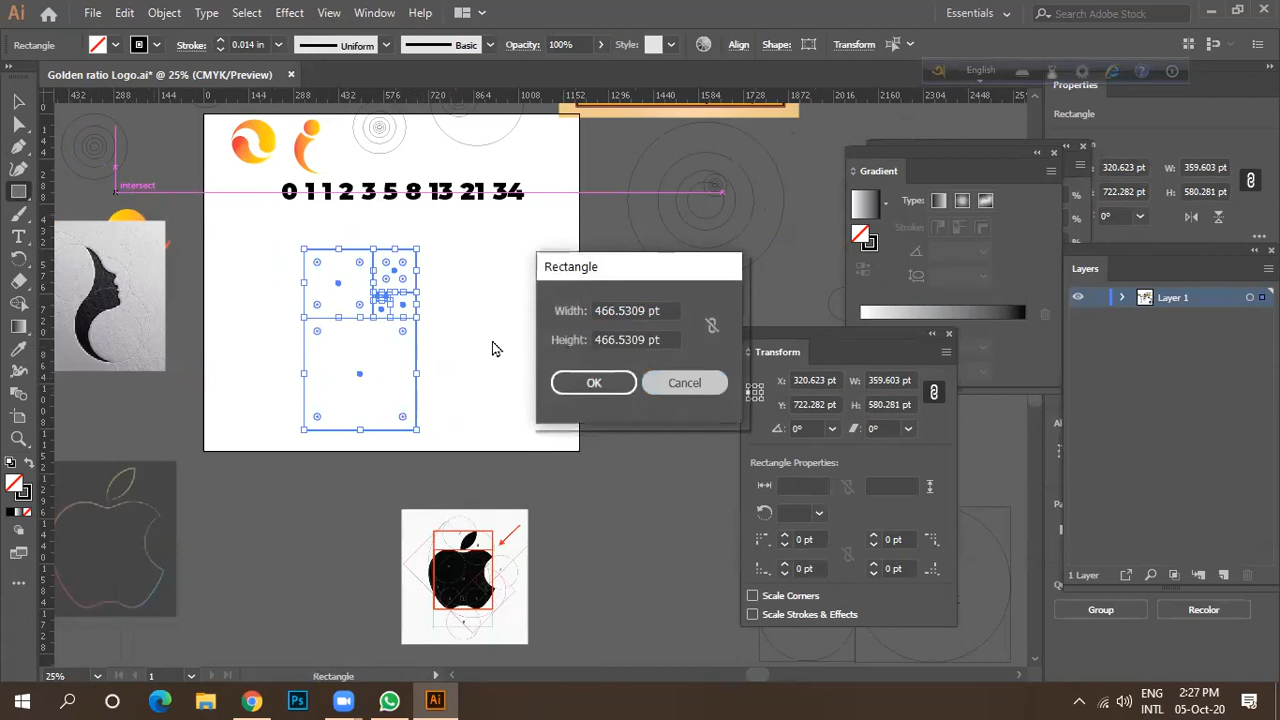 Ai File Edit Object Type Select Effect View Window Help Essentials Search Adobe Stock
Rectangle Stroke: 0.014 in Uniform Basic Opacity: 100% Style: Align Shape: Transform
Golden ratio Logo.ai* @ 25% (CMYK/Preview) × English
432 288 144 0 144 288 432 576 720 864 1008 1152 1584 1728 1872 2016 2160 2304
Properties
Rectangle
intersect
0 1 1 2 3 5 8 13 21 34
Gradient
Type:
Strokes
320.623 pt W: 359.603 pt
722.282 pt H: 580.281 pt
0°
Rectangle
Width: 466.5309 pt
Height: 466.5309 pt
OK Cancel
Layers
Layer 1
Transform
X: 320.623 pt W: 359.603 pt
Y: 722.282 pt H: 580.281 pt
0° 0°
Rectangle Properties:
0 pt 0 pt
0 pt 0 pt
Scale Corners
Scale Strokes & Effects
1 Layer
Group Recolor
25% 1 Rectangle
Ps Ai
ENG
INTL
2:27 PM
05-Oct-20